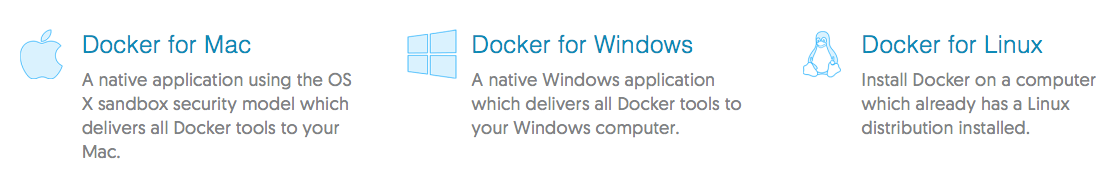 Docker for Mac
A native application using the OS
X sandbox security model which
delivers all Docker tools to your
Mac.
Docker for Windows
A native Windows application
which delivers all Docker tools to
your Windows computer.
Docker for Linux
Install Docker on a computer
which already has a Linux
distribution installed.